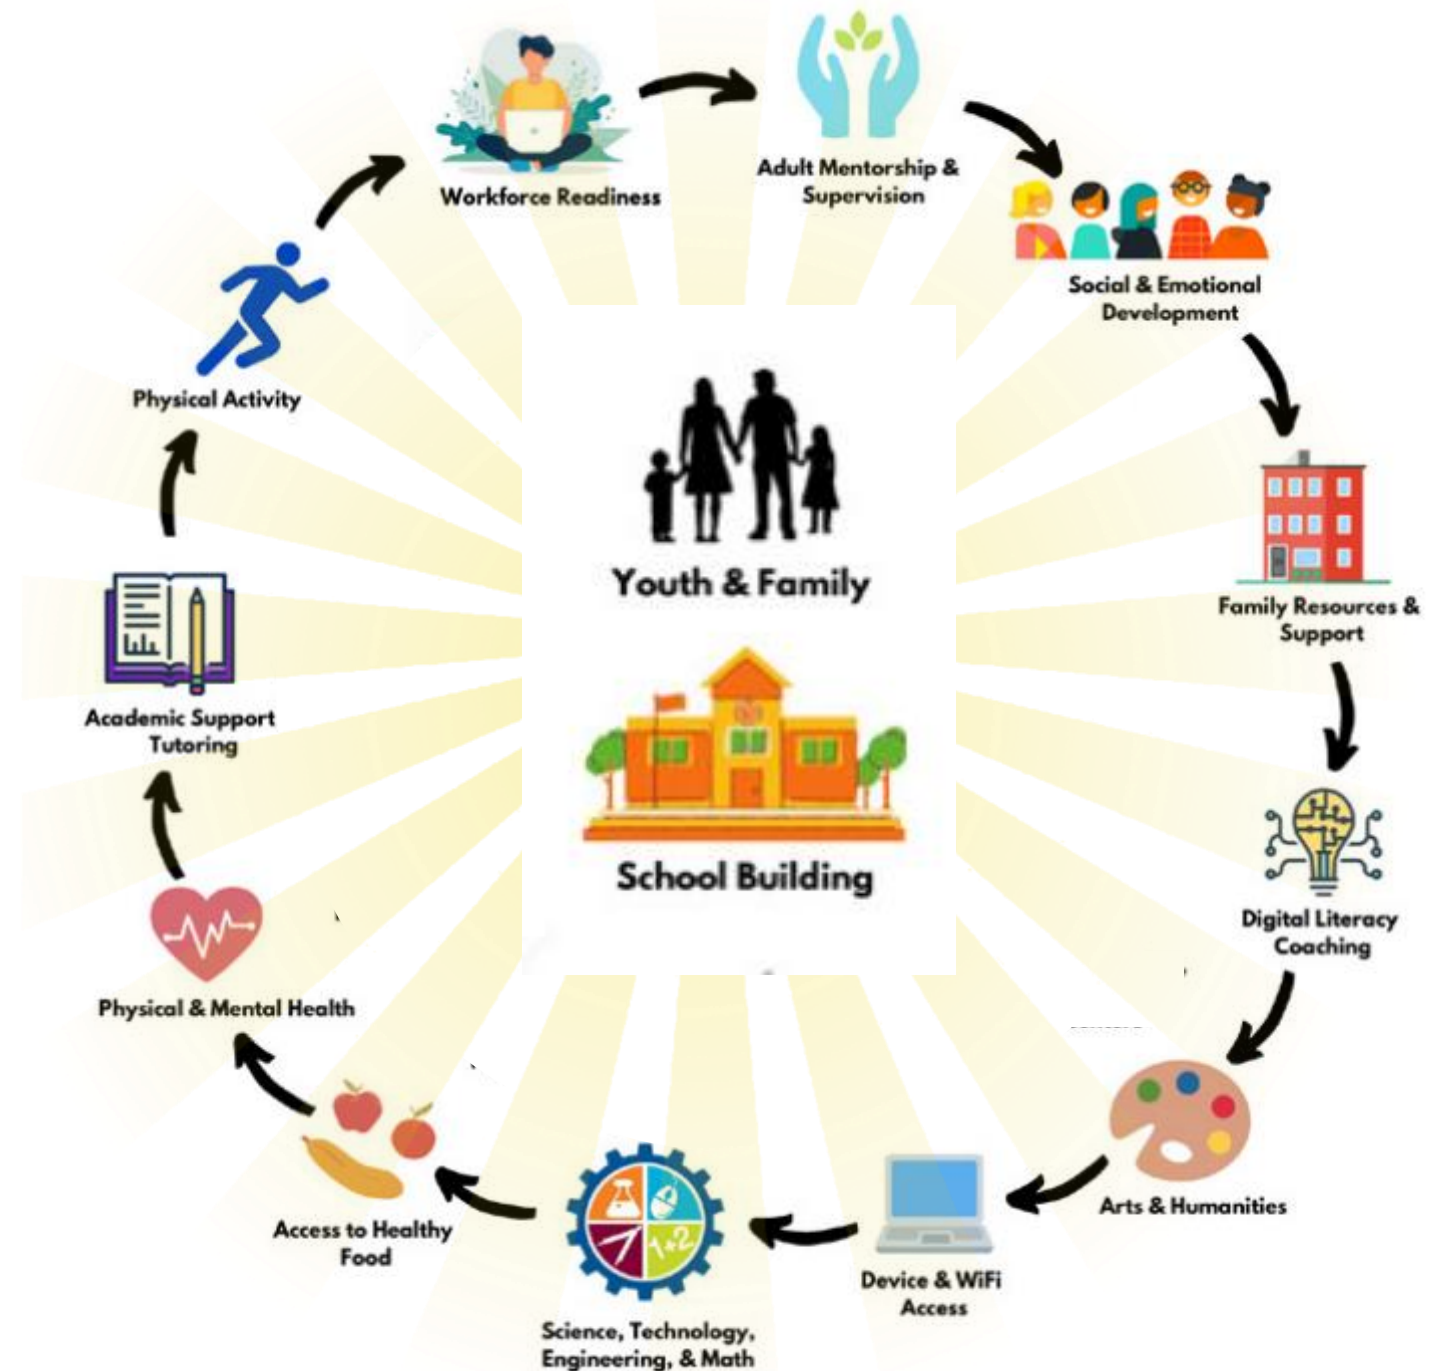 Workforce Readiness
Adult Mentorship &
Supervision
Social & Emotional
Development
Family Resources &
Support
Digital Literacy
Coaching
Arts & Humanities
Device & WiFi
Access
Science, Technology,
Engineering, & Math
1+2
Access to Healthy
Food
Physical & Mental Health
Academic Support
Tutoring
Physical Activity
Youth & Family
School Building